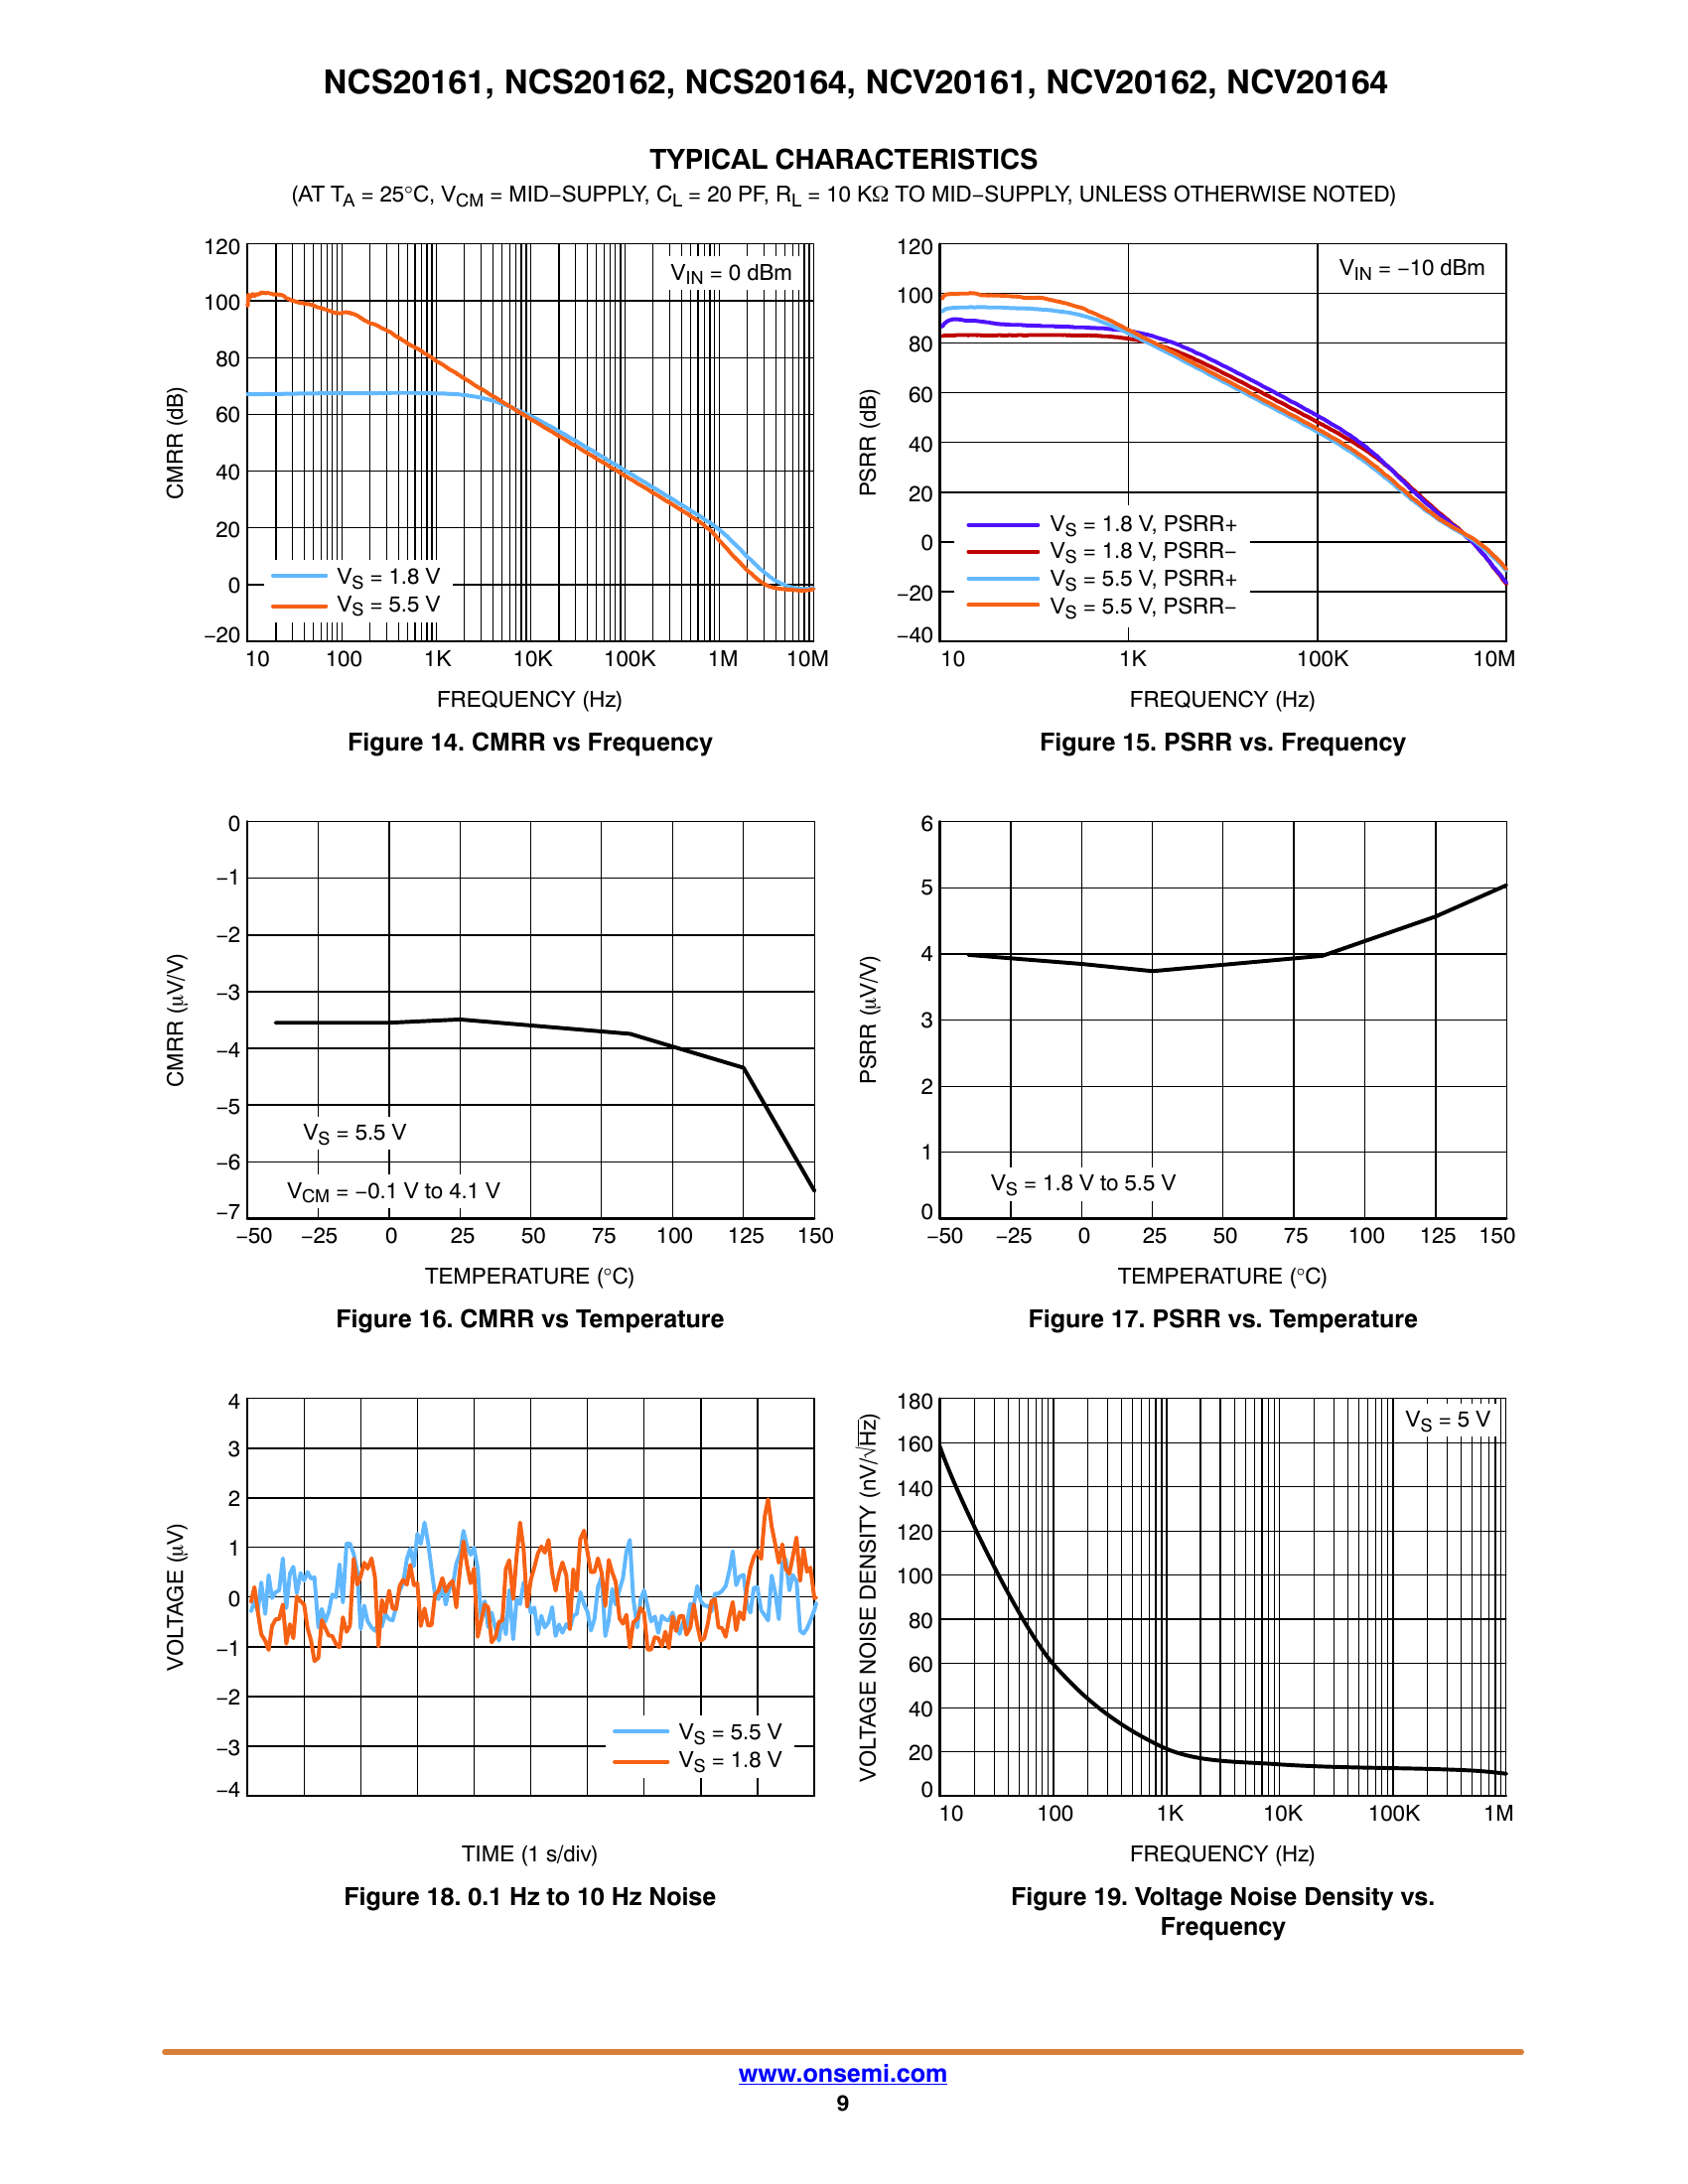 NCS20161, NCS20162, NCS20164, NCV20161, NCV20162, NCV20164
TYPICAL CHARACTERISTICS
(AT TA = 25°C, VCM = MID−SUPPLY, CL = 20 PF, RL = 10 KΩ TO MID−SUPPLY, UNLESS OTHERWISE NOTED)
120
100
80
60
40
20
0
−20
CMRR (dB)
VIN = 0 dBm
VS = 1.8 V
VS = 5.5 V
10 100 1K 10K 100K 1M 10M
FREQUENCY (Hz)
Figure 14. CMRR vs Frequency
120
100
80
60
40
20
0
−20
−40
PSRR (dB)
VIN = −10 dBm
VS = 1.8 V, PSRR+
VS = 1.8 V, PSRR−
VS = 5.5 V, PSRR+
VS = 5.5 V, PSRR−
10 1K 100K 10M
FREQUENCY (Hz)
Figure 15. PSRR vs. Frequency
0
−1
−2
−3
−4
−5
−6
−7
CMRR (μV/V)
VS = 5.5 V
VCM = −0.1 V to 4.1 V
−50 −25 0 25 50 75 100 125 150
TEMPERATURE (°C)
Figure 16. CMRR vs Temperature
6
5
4
3
2
1
0
PSRR (μV/V)
VS = 1.8 V to 5.5 V
−50 −25 0 25 50 75 100 125 150
TEMPERATURE (°C)
Figure 17. PSRR vs. Temperature
4
3
2
1
0
−1
−2
−3
−4
VOLTAGE (μV)
VS = 5.5 V
VS = 1.8 V
TIME (1 s/div)
Figure 18. 0.1 Hz to 10 Hz Noise
180
160
140
120
100
80
60
40
20
0
VOLTAGE NOISE DENSITY (nV/√Hz)
VS = 5 V
10 100 1K 10K 100K 1M
FREQUENCY (Hz)
Figure 19. Voltage Noise Density vs.
Frequency
www.onsemi.com
9